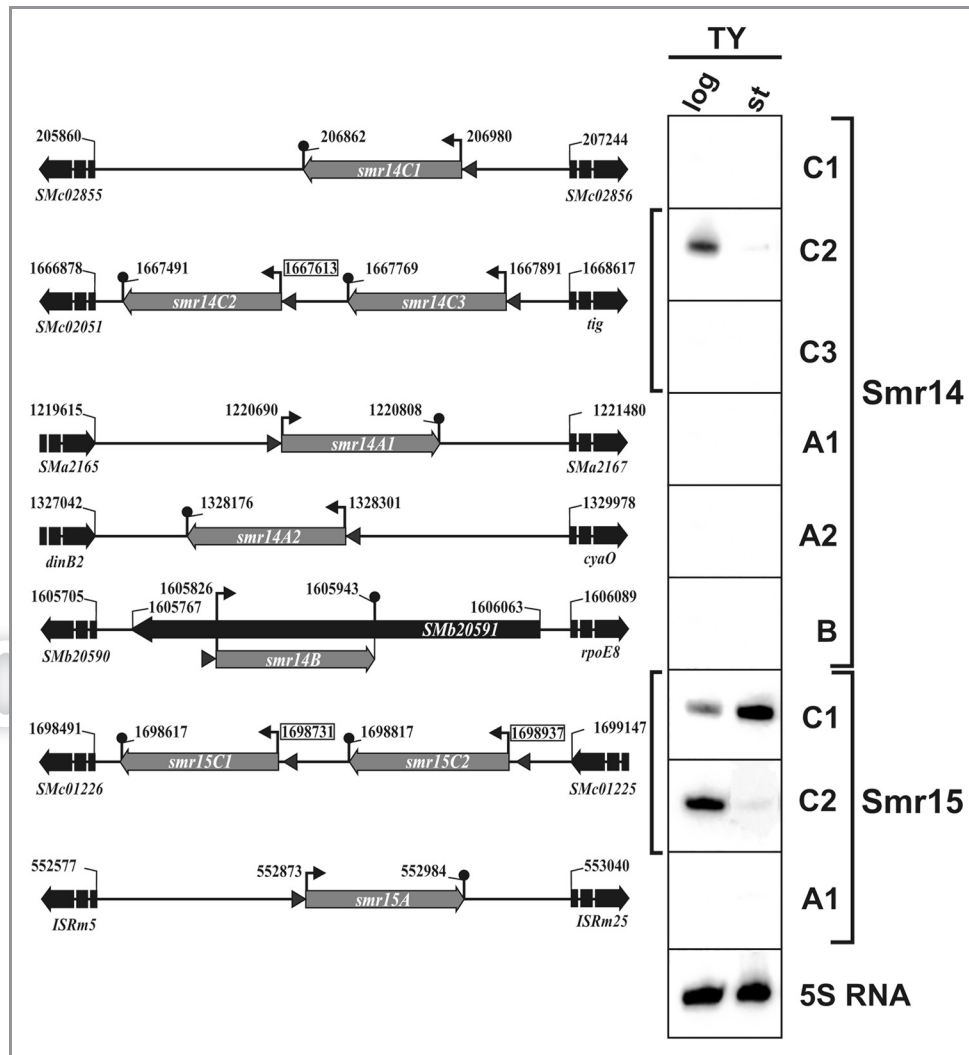 TY
log st
205860 206862 206980 207244
smr14C1
SMc02855 SMc02856
C1
1666878 1667491 1667613 1667769 1667891 1668617
smr14C2 smr14C3
SMc02051 tig
C2
C3
1219615 1220690 1220808 1221480
smr14A1
SMa2165 SMa2167
A1
Smr14
1327042 1328176 1328301 1329978
smr14A2
dinB2 cyaO
A2
1605705 1605767 1605826 1605943 1606063 1606089
SMb20591
SMb20590 smr14B rpoE8
B
1698491 1698617 1698731 1698817 1698937 1699147
smr15C1 smr15C2
SMc01226 SMc01225
C1
C2
Smr15
552577 552873 552984 553040
smr15A
ISRm5 ISRm25
A1
5S RNA